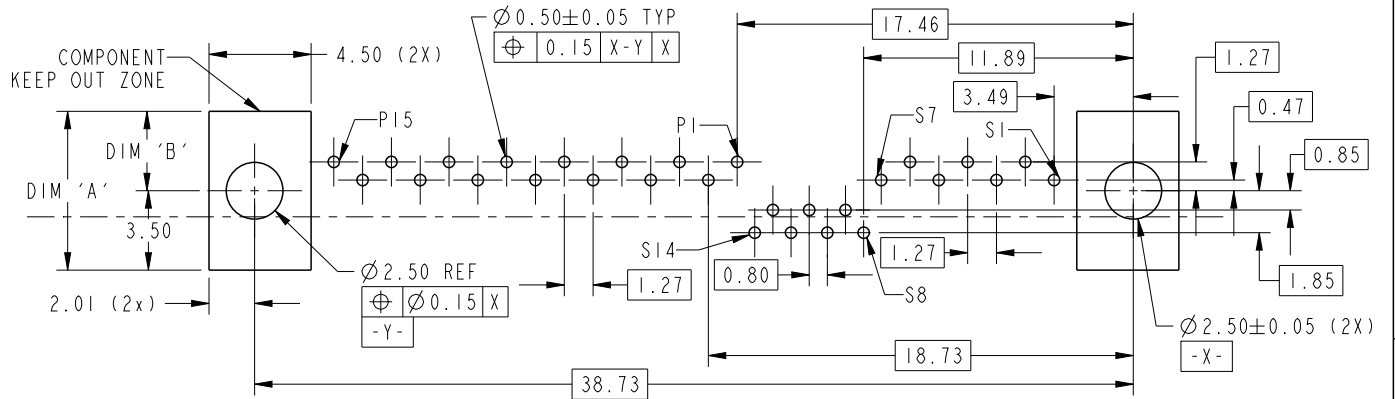 Ø0.50±0.05 TYP
⌖ 0.15 X-Y X
17.46
COMPONENT
KEEP OUT ZONE
4.50 (2X)
11.89
1.27
3.49
P15
P1
S7
S1
0.47
0.85
DIM 'B'
DIM 'A'
3.50
S14
1.27
0.80
S8
1.85
Ø2.50 REF
⌖ Ø0.15 X
-Y-
1.27
2.01 (2x)
Ø2.50±0.05 (2X)
-X-
18.73
38.73